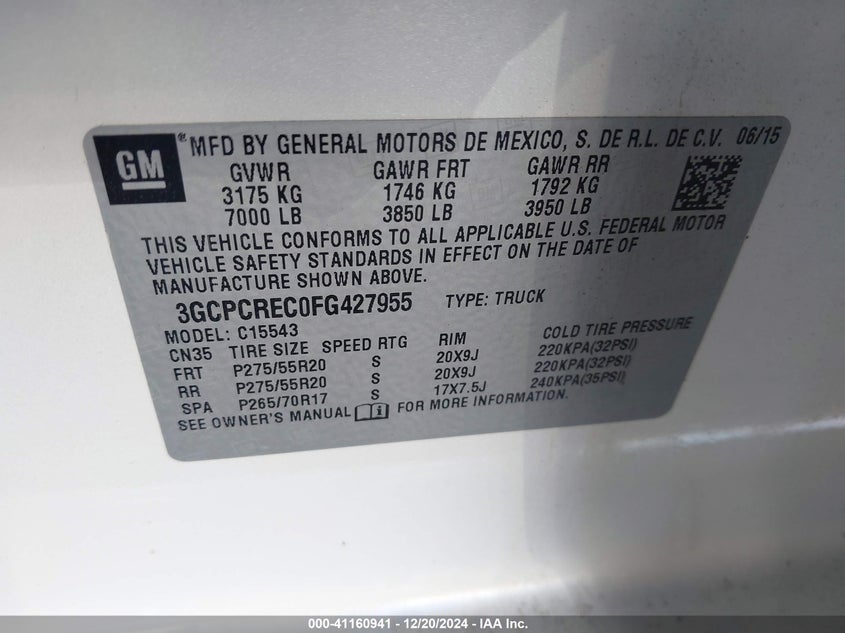 GM ® MFD BY GENERAL MOTORS DE MEXICO, S. DE R.L. DE C.V. 06/15
GVWR GAWR FRT GAWR RR
3175 KG 1746 KG 1792 KG
7000 LB 3850 LB 3950 LB
THIS VEHICLE CONFORMS TO ALL APPLICABLE U.S. FEDERAL MOTOR
VEHICLE SAFETY STANDARDS IN EFFECT ON THE DATE OF
MANUFACTURE SHOWN ABOVE.
3GCPCREC0FG427955 TYPE: TRUCK
MODEL: C15543
CN35 TIRE SIZE SPEED RTG RIM COLD TIRE PRESSURE
FRT P275/55R20 S 20X9J 220KPA(32PSI)
RR P275/55R20 S 20X9J 220KPA(32PSI)
SPA P265/70R17 S 17X7.5J 240KPA(35PSI)
SEE OWNER'S MANUAL i FOR MORE INFORMATION.
000-41160941 - 12/20/2024 - IAA Inc.